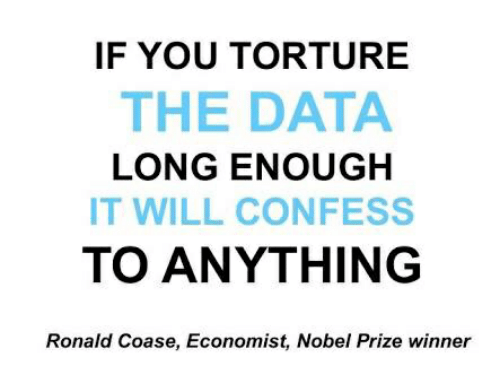 IF YOU TORTURE
THE DATA
LONG ENOUGH
IT WILL CONFESS
TO ANYTHING
Ronald Coase, Economist, Nobel Prize winner